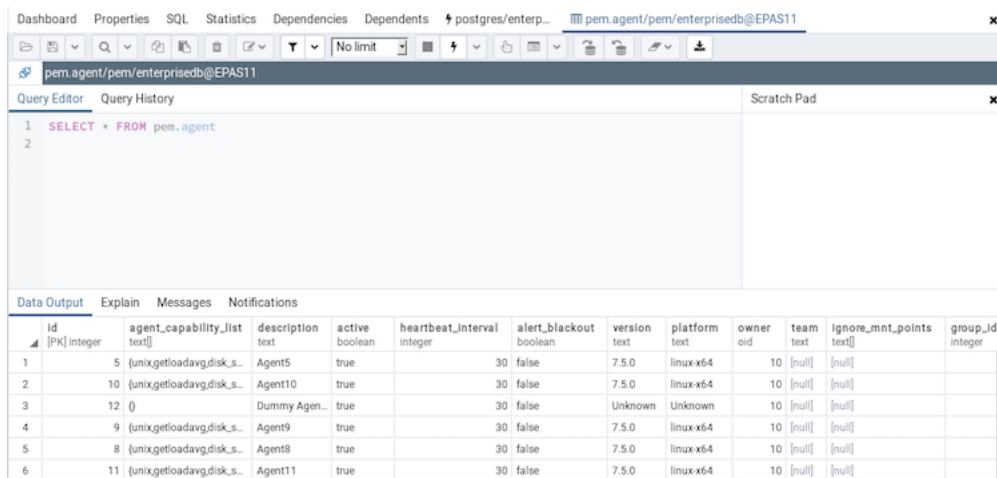 Dashboard Properties SQL Statistics Dependencies Dependents postgres/enterp... pem.agent/pem/enterprisedb@EPAS11
No limit
pem.agent/pem/enterprisedb@EPAS11
Query Editor Query History Scratch Pad
1 SELECT * FROM pem.agent
2
Data Output Explain Messages Notifications
id agent_capability_list description active heartbeat_interval alert_blackout version platform owner team ignore_mnt_points group_id
[PK] integer text[] text boolean integer boolean text text oid text text[] integer
1 5 {unix,getloadavg,disk_s... Agent5 true 30 false 7.5.0 linux-x64 10 [null] [null]
2 10 {unix,getloadavg,disk_s... Agent10 true 30 false 7.5.0 linux-x64 10 [null] [null]
3 12 {} Dummy Agen... true 30 false Unknown Unknown 10 [null] [null]
4 9 {unix,getloadavg,disk_s... Agent9 true 30 false 7.5.0 linux-x64 10 [null] [null]
5 8 {unix,getloadavg,disk_s... Agent8 true 30 false 7.5.0 linux-x64 10 [null] [null]
6 11 {unix,getloadavg,disk_s... Agent11 true 30 false 7.5.0 linux-x64 10 [null] [null]